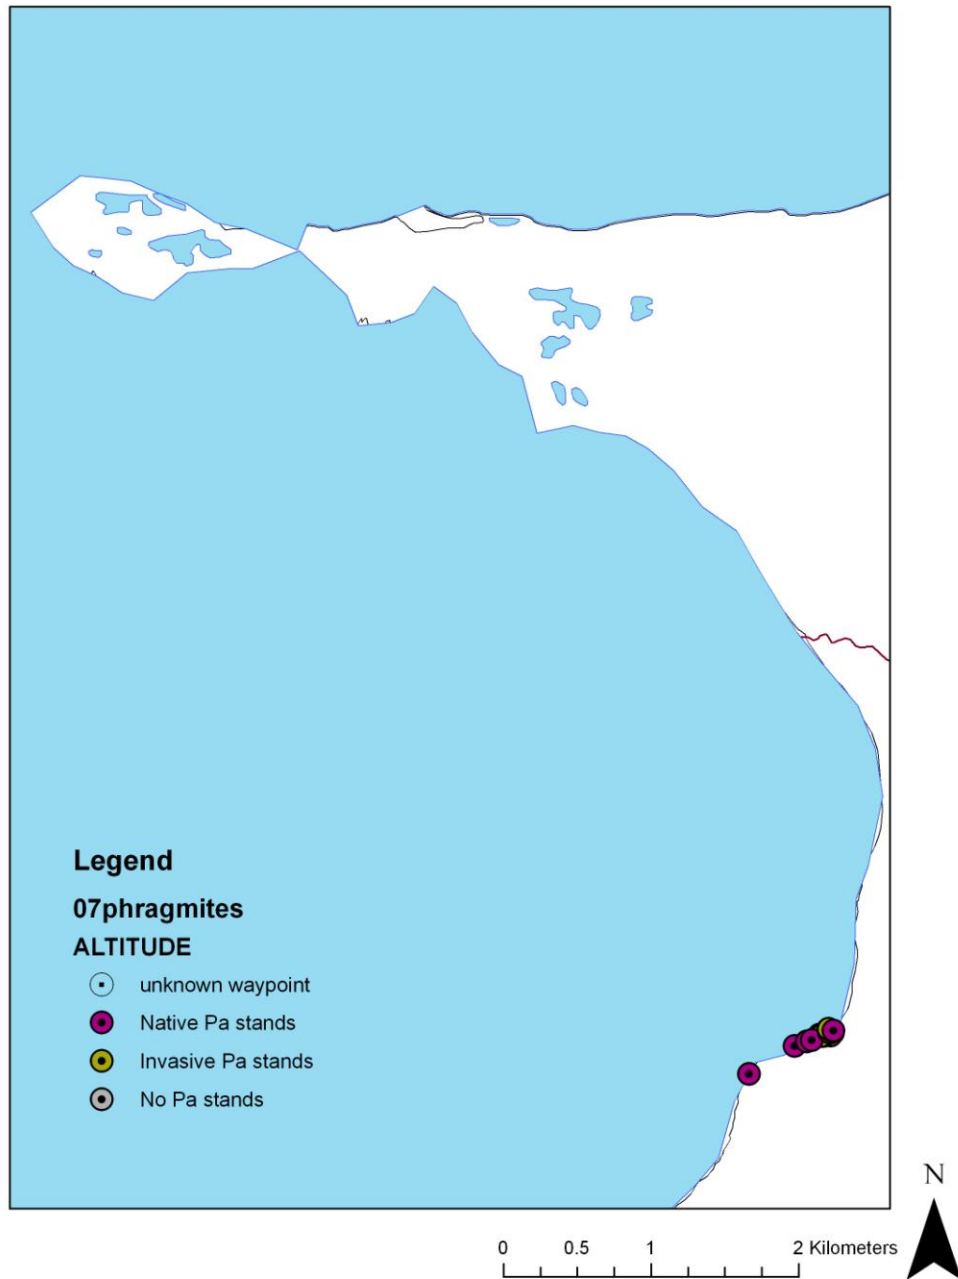 Legend
07phragmites
ALTITUDE
unknown waypoint
Native Pa stands
Invasive Pa stands
No Pa stands
N
0 0.5 1 2 Kilometers